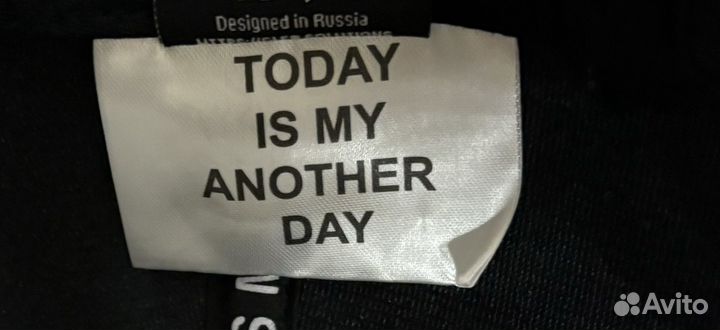 Designed in Russia
TODAY
IS MY
ANOTHER
DAY
W S
Avito